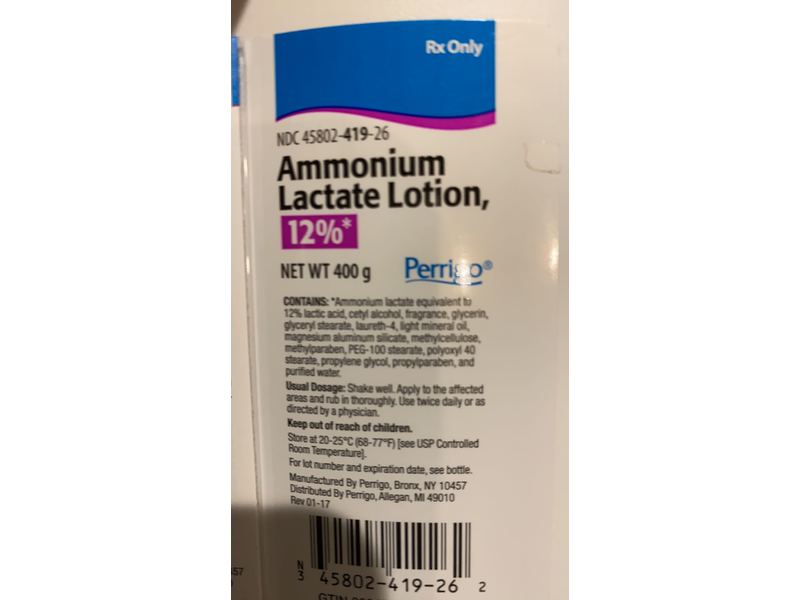 Rx Only
NDC 45802-419-26
Ammonium
Lactate Lotion,
12%*
NET WT 400 g
Perrigo®
CONTAINS: *Ammonium lactate equivalent to
12% lactic acid, cetyl alcohol, fragrance, glycerin,
glyceryl stearate, laureth-4, light mineral oil,
magnesium aluminum silicate, methylcellulose,
methylparaben, PEG-100 stearate, polyoxyl 40
stearate, propylene glycol, propylparaben, and
purified water.
Usual Dosage: Shake well. Apply to the affected
areas and rub in thoroughly. Use twice daily or as
directed by a physician.
Keep out of reach of children.
Store at 20-25°C (68-77°F) [see USP Controlled
Room Temperature].
For lot number and expiration date, see bottle.
Manufactured By Perrigo, Bronx, NY 10457
Distributed By Perrigo, Allegan, MI 49010
Rev 01-17
N
3 45802-419-26 2
57